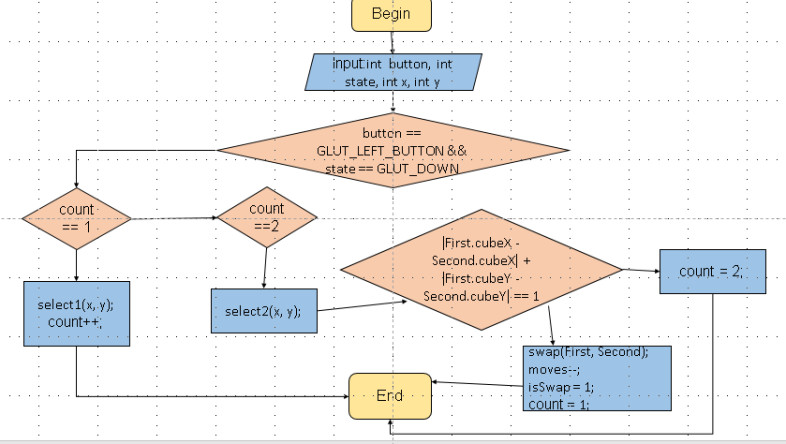 Begin
Input:int button, int
state, int x, int y
button ==
GLUT_LEFT_BUTTON &&
state == GLUT_DOWN
count
== 1
count
==2
|First.cubeX -
Second.cubeX| +
|First.cubeY -
Second.cubeY| == 1
count = 2;
select1(x, y);
count++;
select2(x, y);
swap(First, Second);
moves--;
isSwap = 1;
count = 1;
End